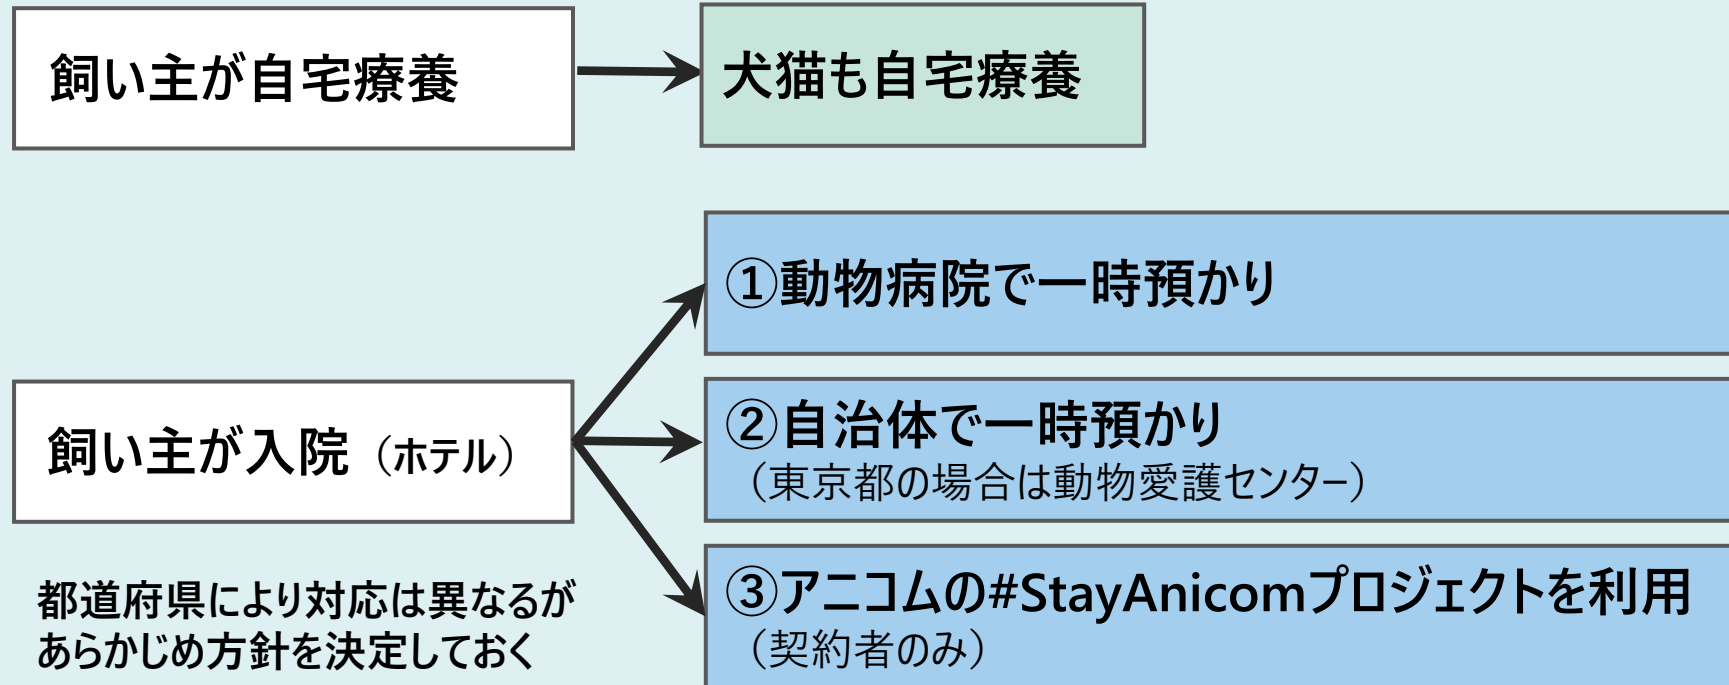 飼い主が自宅療養
犬猫も自宅療養
①動物病院で一時預かり
飼い主が入院（ホテル）
②自治体で一時預かり
（東京都の場合は動物愛護センター）
③アニコムの#StayAnicomプロジェクトを利用
（契約者のみ）
都道府県により対応は異なるが
あらかじめ方針を決定しておく